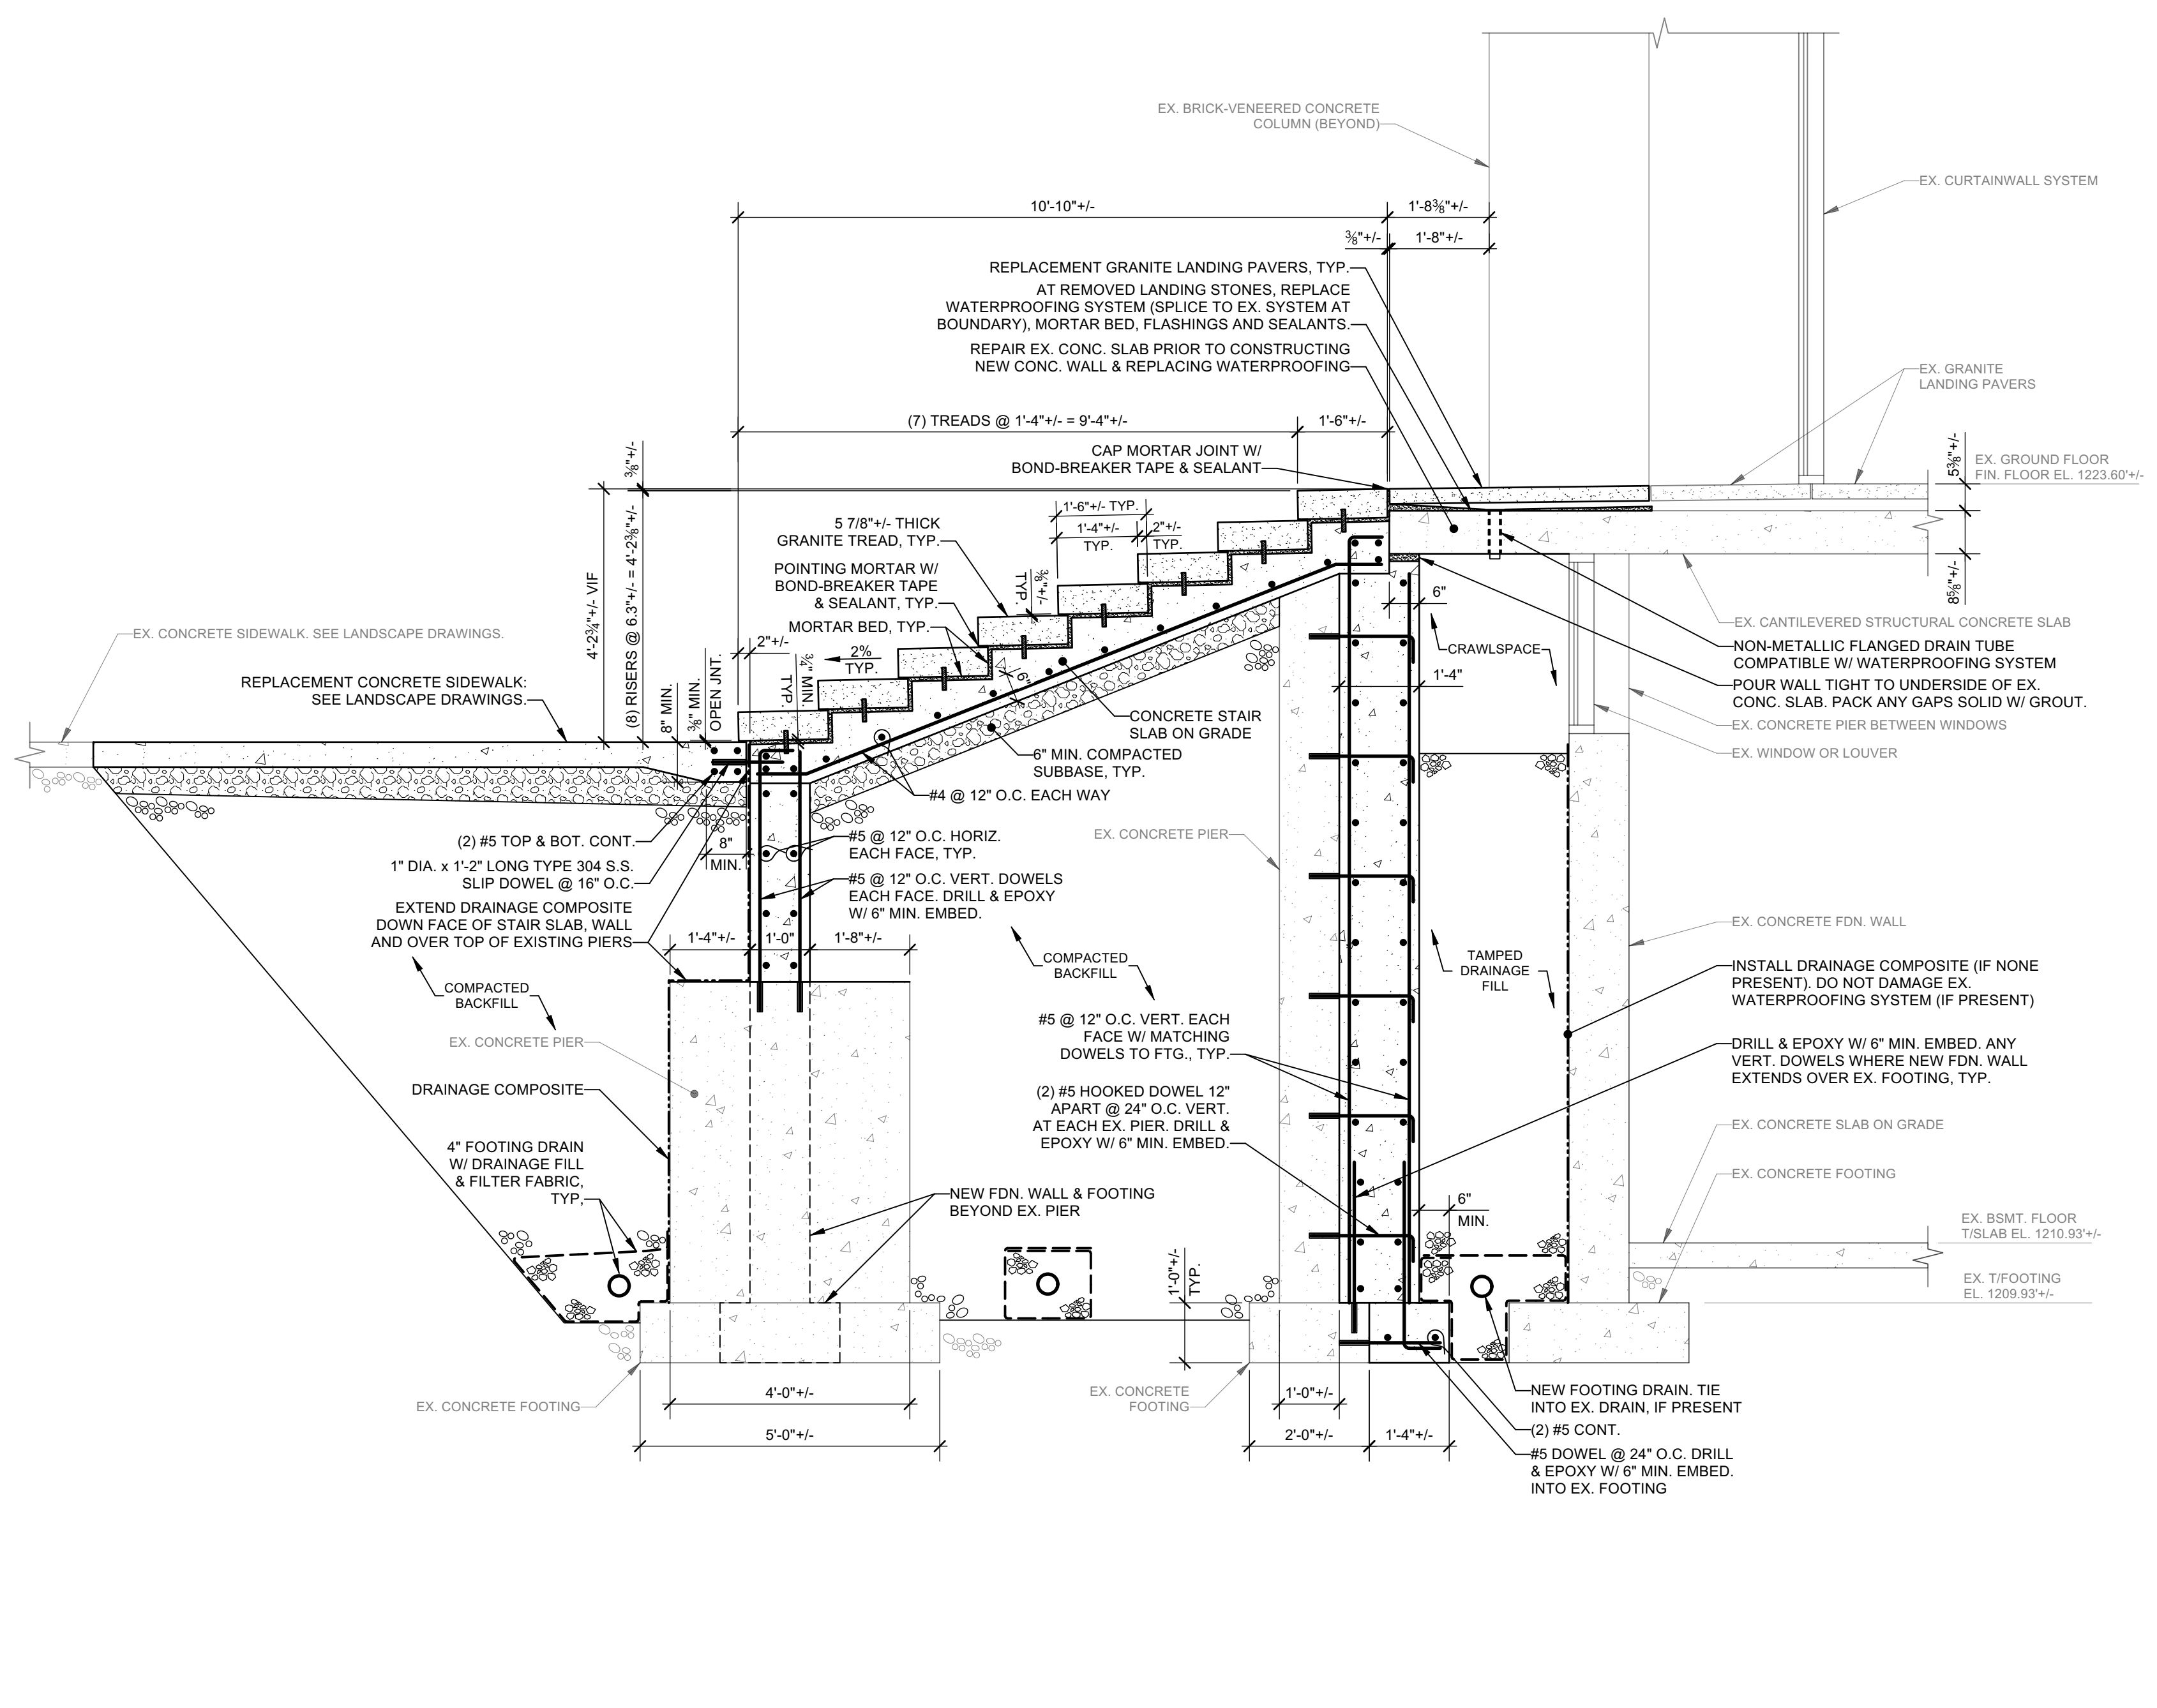 EX. BRICK-VENEERED CONCRETE
COLUMN (BEYOND)
EX. CURTAINWALL SYSTEM
10'-10"+/-
1'-8⅜"+/-
⅜"+/-
1'-8"+/-
REPLACEMENT GRANITE LANDING PAVERS, TYP.
AT REMOVED LANDING STONES, REPLACE
WATERPROOFING SYSTEM (SPLICE TO EX. SYSTEM AT
BOUNDARY), MORTAR BED, FLASHINGS AND SEALANTS.
REPAIR EX. CONC. SLAB PRIOR TO CONSTRUCTING
NEW CONC. WALL & REPLACING WATERPROOFING
EX. GRANITE
LANDING PAVERS
(7) TREADS @ 1'-4"+/- = 9'-4"+/-
1'-6"+/-
CAP MORTAR JOINT W/
BOND-BREAKER TAPE & SEALANT
⅜"+/-
5⅜"+/-
EX. GROUND FLOOR
FIN. FLOOR EL. 1223.60'+/-
4'-2¾"+/- VIF
(8) RISERS @ 6.3"+/- = 4'-2⅜"+/-
1'-6"+/- TYP.
1'-4"+/-
TYP.
2"+/-
TYP.
5 7/8"+/- THICK
GRANITE TREAD, TYP.
POINTING MORTAR W/
BOND-BREAKER TAPE
& SEALANT, TYP.
⅜"+/-
TYP.
MORTAR BED, TYP.
8⅝"+/-
6"
EX. CANTILEVERED STRUCTURAL CONCRETE SLAB
EX. CONCRETE SIDEWALK. SEE LANDSCAPE DRAWINGS.
2"+/-
2%
TYP.
CRAWLSPACE
NON-METALLIC FLANGED DRAIN TUBE
COMPATIBLE W/ WATERPROOFING SYSTEM
REPLACEMENT CONCRETE SIDEWALK:
SEE LANDSCAPE DRAWINGS.
8" MIN.
⅜" MIN.
OPEN JNT.
¾" MIN
TYP.
6"
1'-4"
POUR WALL TIGHT TO UNDERSIDE OF EX.
CONC. SLAB. PACK ANY GAPS SOLID W/ GROUT.
CONCRETE STAIR
SLAB ON GRADE
EX. CONCRETE PIER BETWEEN WINDOWS
EX. WINDOW OR LOUVER
6" MIN. COMPACTED
SUBBASE, TYP.
#4 @ 12" O.C. EACH WAY
(2) #5 TOP & BOT. CONT.
8"
MIN.
#5 @ 12" O.C. HORIZ.
EACH FACE, TYP.
EX. CONCRETE PIER
1" DIA. x 1'-2" LONG TYPE 304 S.S.
SLIP DOWEL @ 16" O.C.
#5 @ 12" O.C. VERT. DOWELS
EACH FACE. DRILL & EPOXY
W/ 6" MIN. EMBED.
EXTEND DRAINAGE COMPOSITE
DOWN FACE OF STAIR SLAB, WALL
AND OVER TOP OF EXISTING PIERS
1'-4"+/-
1'-0"
1'-8"+/-
EX. CONCRETE FDN. WALL
COMPACTED
BACKFILL
COMPACTED
BACKFILL
TAMPED
DRAINAGE
FILL
INSTALL DRAINAGE COMPOSITE (IF NONE
PRESENT). DO NOT DAMAGE EX.
WATERPROOFING SYSTEM (IF PRESENT)
EX. CONCRETE PIER
#5 @ 12" O.C. VERT. EACH
FACE W/ MATCHING
DOWELS TO FTG., TYP.
DRILL & EPOXY W/ 6" MIN. EMBED. ANY
VERT. DOWELS WHERE NEW FDN. WALL
EXTENDS OVER EX. FOOTING, TYP.
DRAINAGE COMPOSITE
(2) #5 HOOKED DOWEL 12"
APART @ 24" O.C. VERT.
AT EACH EX. PIER. DRILL &
EPOXY W/ 6" MIN. EMBED.
EX. CONCRETE SLAB ON GRADE
4" FOOTING DRAIN
W/ DRAINAGE FILL
& FILTER FABRIC,
TYP.
EX. CONCRETE FOOTING
NEW FDN. WALL & FOOTING
BEYOND EX. PIER
6"
MIN.
EX. BSMT. FLOOR
T/SLAB EL. 1210.93'+/-
1'-0"+/-
TYP.
EX. T/FOOTING
EL. 1209.93'+/-
EX. CONCRETE FOOTING
4'-0"+/-
5'-0"+/-
EX. CONCRETE
FOOTING
1'-0"+/-
2'-0"+/-
1'-4"+/-
NEW FOOTING DRAIN. TIE
INTO EX. DRAIN, IF PRESENT
(2) #5 CONT.
#5 DOWEL @ 24" O.C. DRILL
& EPOXY W/ 6" MIN. EMBED.
INTO EX. FOOTING